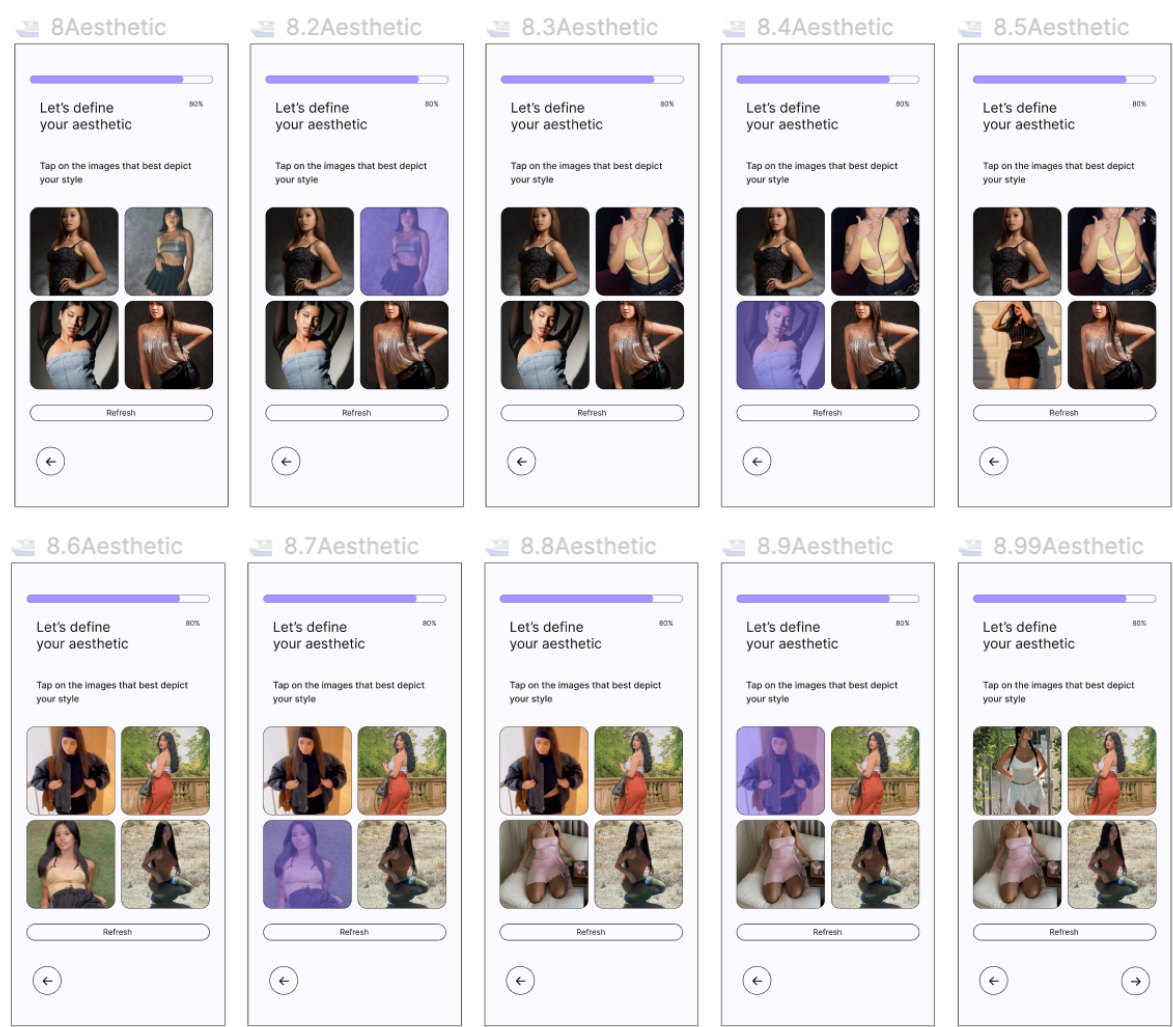 8Aesthetic
80%
Let's define
your aesthetic
Tap on the images that best depict
your style
Refresh
8.2Aesthetic
80%
Let's define
your aesthetic
Tap on the images that best depict
your style
Refresh
8.3Aesthetic
80%
Let's define
your aesthetic
Tap on the images that best depict
your style
Refresh
8.4Aesthetic
80%
Let's define
your aesthetic
Tap on the images that best depict
your style
Refresh
8.5Aesthetic
80%
Let's define
your aesthetic
Tap on the images that best depict
your style
Refresh
8.6Aesthetic
80%
Let's define
your aesthetic
Tap on the images that best depict
your style
Refresh
8.7Aesthetic
80%
Let's define
your aesthetic
Tap on the images that best depict
your style
Refresh
8.8Aesthetic
80%
Let's define
your aesthetic
Tap on the images that best depict
your style
Refresh
8.9Aesthetic
80%
Let's define
your aesthetic
Tap on the images that best depict
your style
Refresh
8.99Aesthetic
80%
Let's define
your aesthetic
Tap on the images that best depict
your style
Refresh